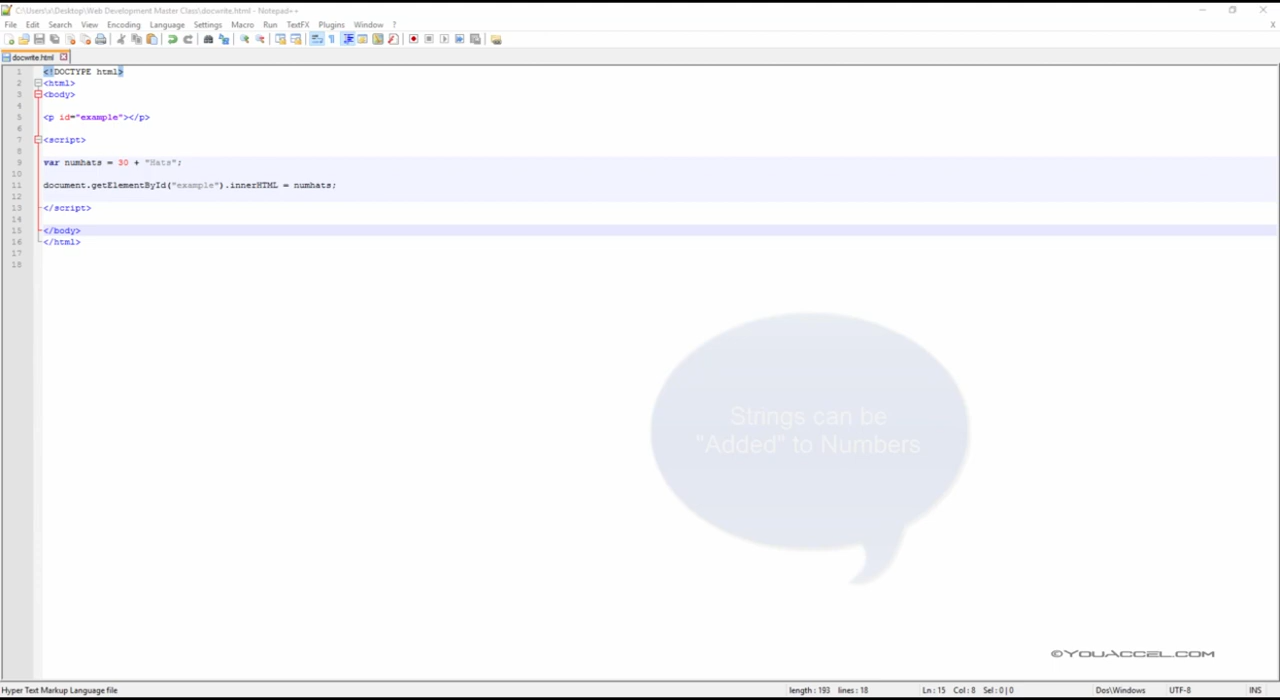 C:\Users\x\Desktop\Web Development Master Class\docwrite.html - Notepad++
File Edit Search View Encoding Language Settings Macro Run TextFX Plugins Window ? X
docwrite.html
1 <!DOCTYPE html>
2 <html>
3 <body>
4
5 <p id="example"></p>
6
7 <script>
8
9 var numhats = 30 + "Hats";
10
11 document.getElementById("example").innerHTML = numhats;
12
13 </script>
14
15 </body>
16 </html>
17
18
Strings can be
"Added" to Numbers
©YOUACCEL.COM
Hyper Text Markup Language file length : 193 lines : 18 Ln : 15 Col : 8 Sel : 0 | 0 Dos\Windows UTF-8 INS